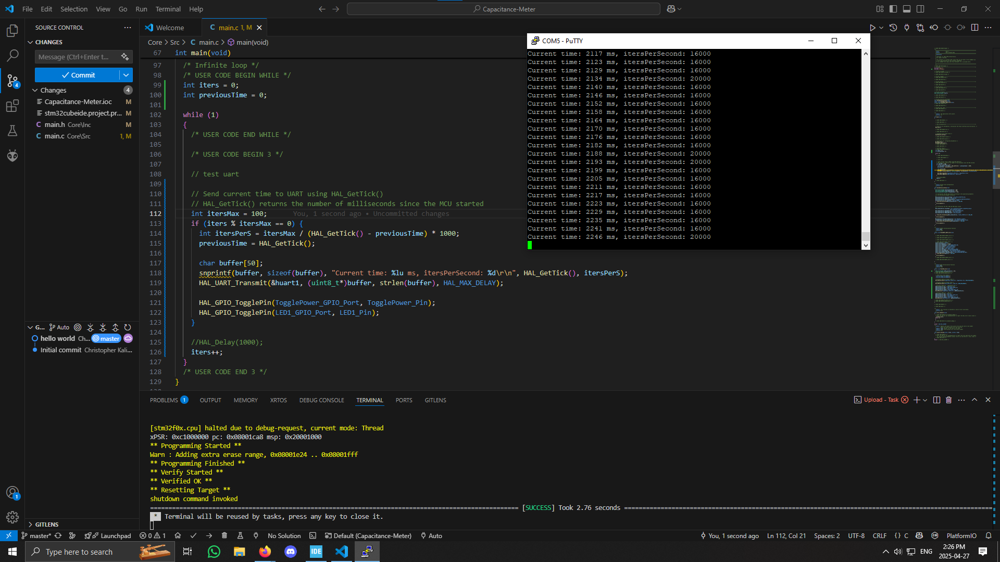 File Edit Selection View Go Run Terminal Help
Capacitance-Meter
SOURCE CONTROL
CHANGES
Message (Ctrl+Enter t...
Commit
Changes 4
Capacitance-Meter.ioc M
stm32cubeide.project.pr... M
main.h Core\Inc M
main.c Core\Src 1, M
G... Auto
hello world Ch... master
Initial commit Christopher Kali...
GITLENS
4
1
Welcome
main.c 1, M
Core > Src > C main.c > main(void)
67 int main(void)
97 /* Infinite loop */
98 /* USER CODE BEGIN WHILE */
99 int iters = 0;
100 int previousTime = 0;
101
102 while (1)
103 {
104 /* USER CODE END WHILE */
105
106 /* USER CODE BEGIN 3 */
107
108 // test uart
109
110 // Send current time to UART using HAL_GetTick()
111 // HAL_GetTick() returns the number of milliseconds since the MCU started
112 int itersMax = 100; You, 1 second ago • Uncommitted changes
113 if (iters % itersMax == 0) {
114 int itersPerS = itersMax / (HAL_GetTick() - previousTime) * 1000;
115 previousTime = HAL_GetTick();
116
117 char buffer[50];
118 snprintf(buffer, sizeof(buffer), "Current time: %lu ms, itersPerSecond: %d\r\n", HAL_GetTick(), itersPerS);
119 HAL_UART_Transmit(&huart1, (uint8_t*)buffer, strlen(buffer), HAL_MAX_DELAY);
120
121 HAL_GPIO_TogglePin(TogglePower_GPIO_Port, TogglePower_Pin);
122 HAL_GPIO_TogglePin(LED1_GPIO_Port, LED1_Pin);
123 }
124
125 //HAL_Delay(1000);
126 iters++;
127 }
128 /* USER CODE END 3 */
129 }
COM5 - PuTTY
Current time: 2117 ms, itersPerSecond: 16000
Current time: 2123 ms, itersPerSecond: 16000
Current time: 2129 ms, itersPerSecond: 16000
Current time: 2134 ms, itersPerSecond: 20000
Current time: 2140 ms, itersPerSecond: 16000
Current time: 2146 ms, itersPerSecond: 16000
Current time: 2152 ms, itersPerSecond: 16000
Current time: 2158 ms, itersPerSecond: 16000
Current time: 2164 ms, itersPerSecond: 16000
Current time: 2170 ms, itersPerSecond: 16000
Current time: 2176 ms, itersPerSecond: 16000
Current time: 2182 ms, itersPerSecond: 16000
Current time: 2188 ms, itersPerSecond: 20000
Current time: 2193 ms, itersPerSecond: 20000
Current time: 2199 ms, itersPerSecond: 16000
Current time: 2205 ms, itersPerSecond: 16000
Current time: 2211 ms, itersPerSecond: 16000
Current time: 2217 ms, itersPerSecond: 16000
Current time: 2223 ms, itersPerSecond: 16000
Current time: 2229 ms, itersPerSecond: 16000
Current time: 2235 ms, itersPerSecond: 16000
Current time: 2241 ms, itersPerSecond: 16000
Current time: 2246 ms, itersPerSecond: 20000
PROBLEMS 1 OUTPUT MEMORY XRTOS DEBUG CONSOLE TERMINAL PORTS GITLENS
Upload - Task
[stm32f0x.cpu] halted due to debug-request, current mode: Thread
xPSR: 0xc1000000 pc: 0x08001ca8 msp: 0x20001000
** Programming Started **
Warn : Adding extra erase range, 0x08001e24 .. 0x08001fff
** Programming Finished **
** Verify Started **
** Verified OK **
** Resetting Target **
shutdown command invoked
[SUCCESS] Took 2.76 seconds
* Terminal will be reused by tasks, press any key to close it.
master* Launchpad 0 1 No Solution Default (Capacitance-Meter) Auto
You, 1 second ago Ln 112, Col 21 Spaces: 2 UTF-8 CRLF {} C PlatformIO
Type here to search
IDE
ENG
2:26 PM
2025-04-27